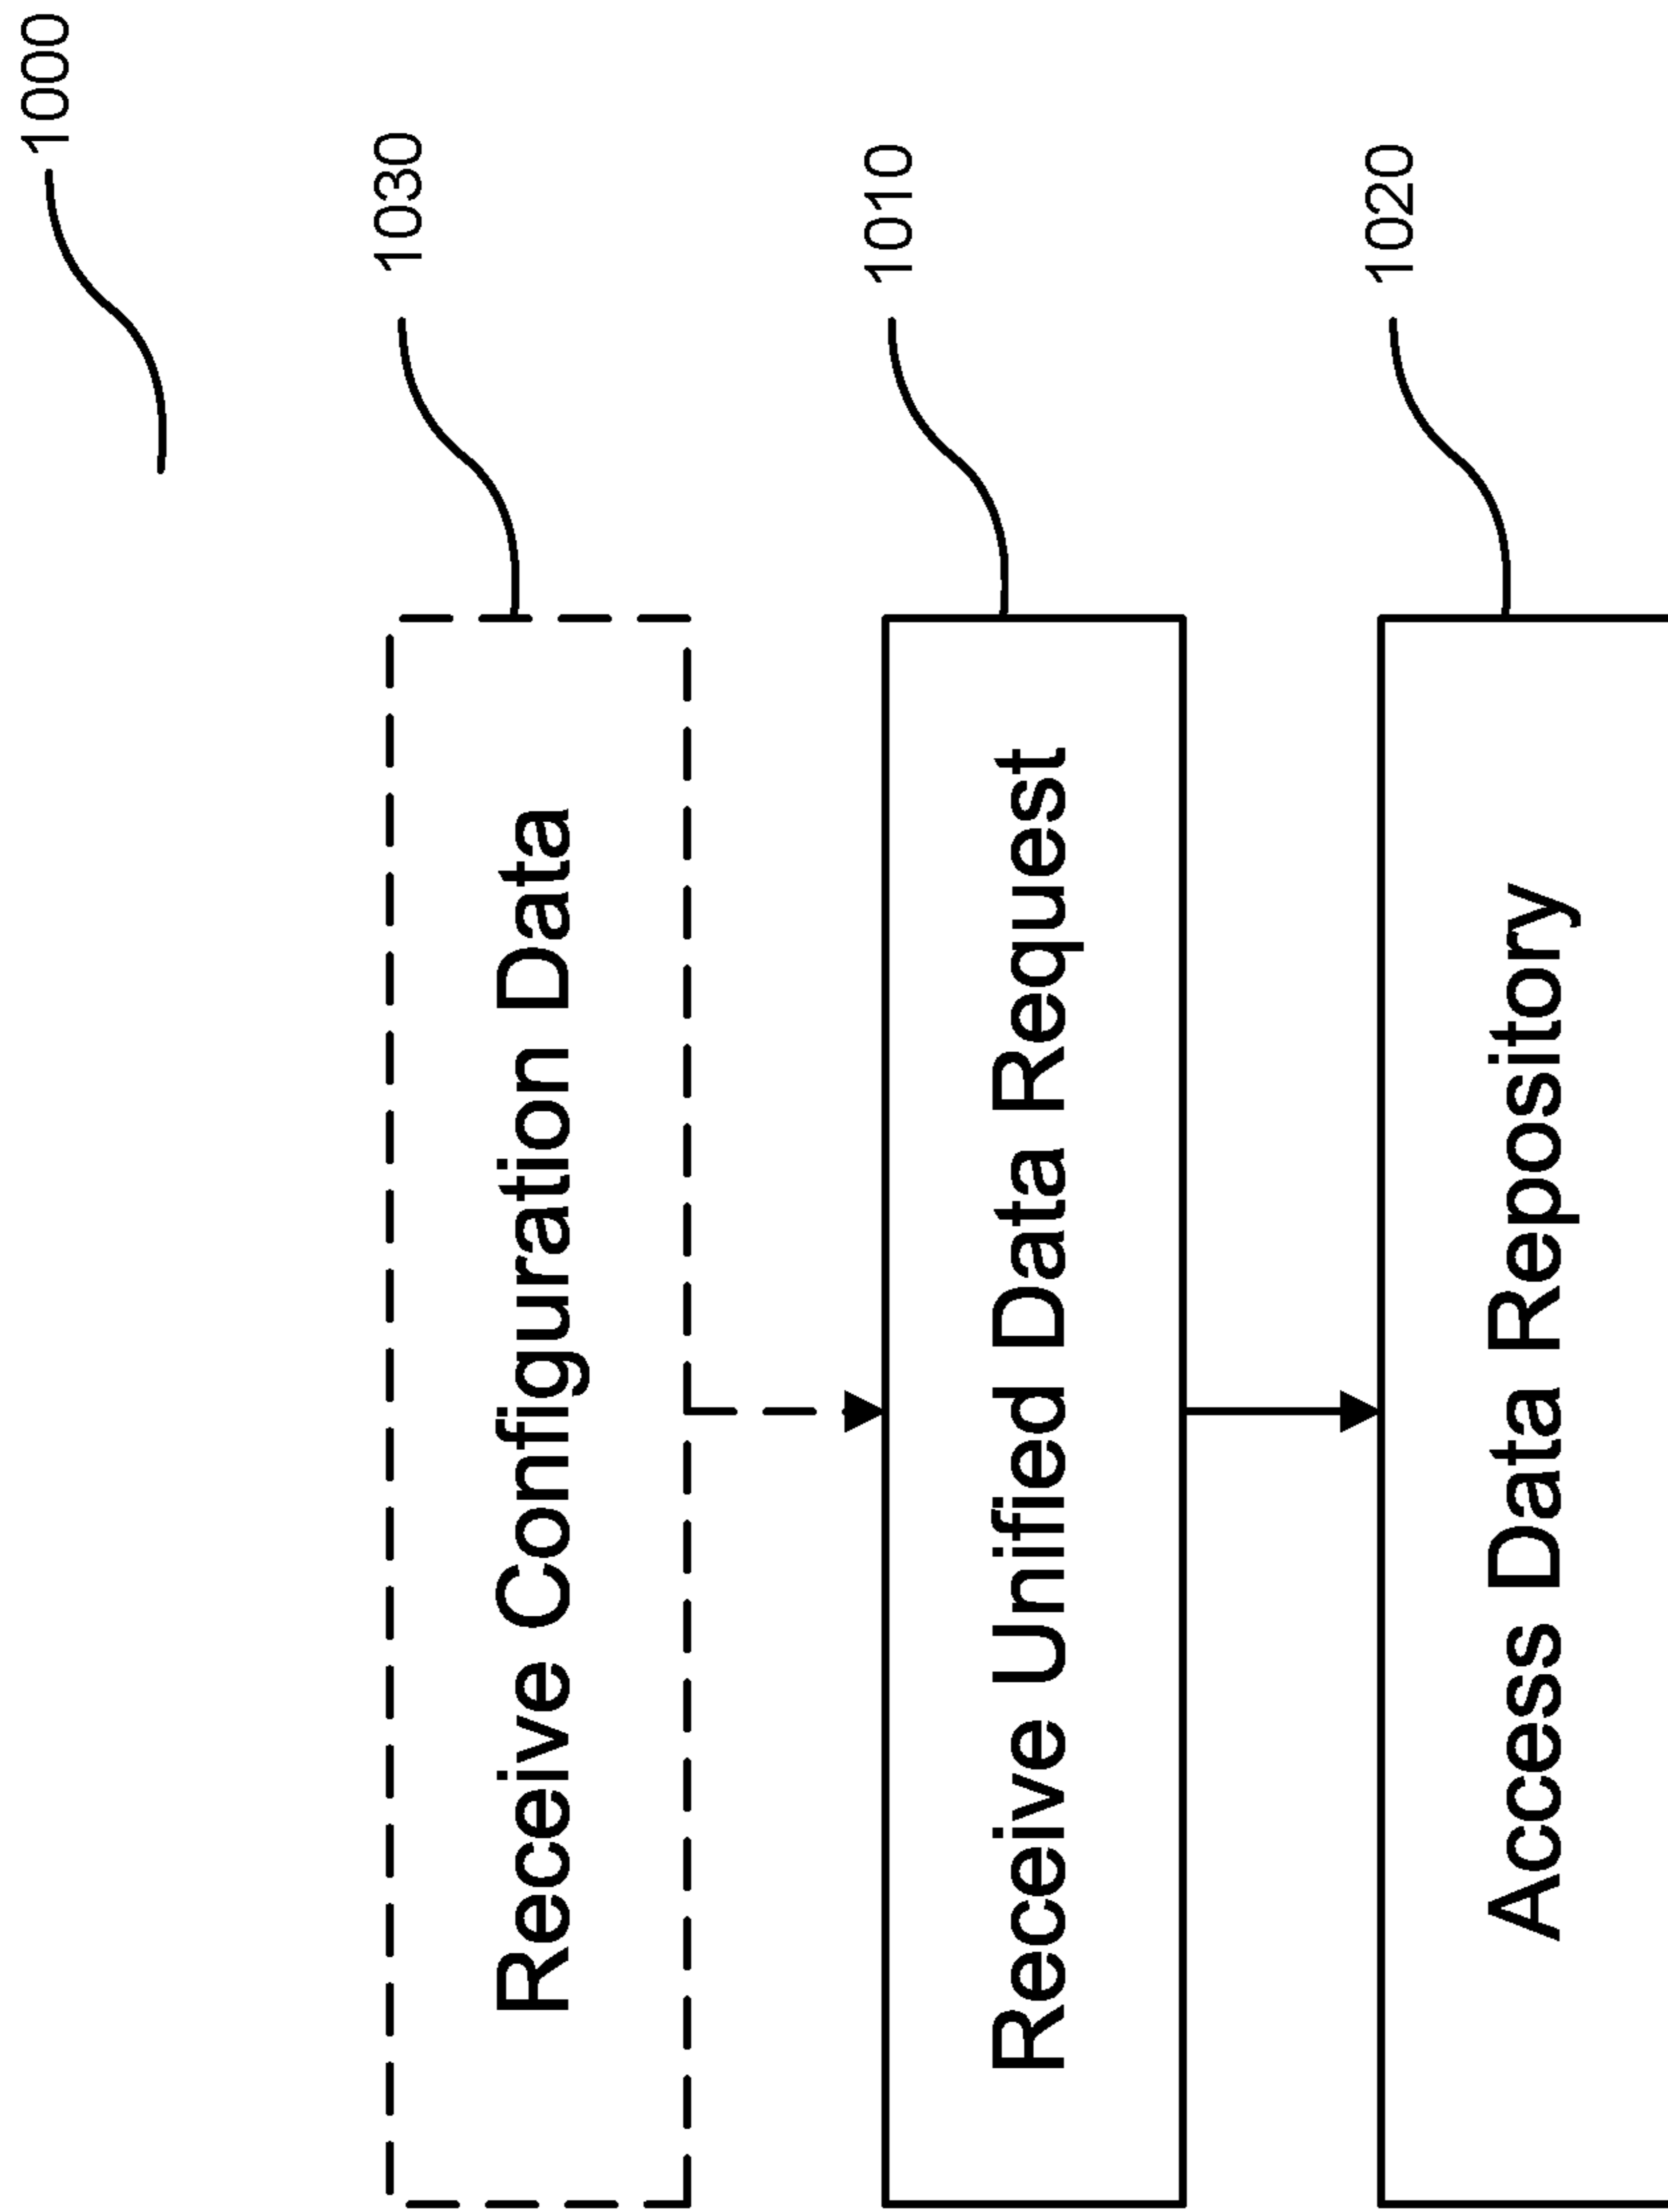 1000
Receive Configuration Data
1030
Receive Unified Data Request
1010
Access Data Repository
1020